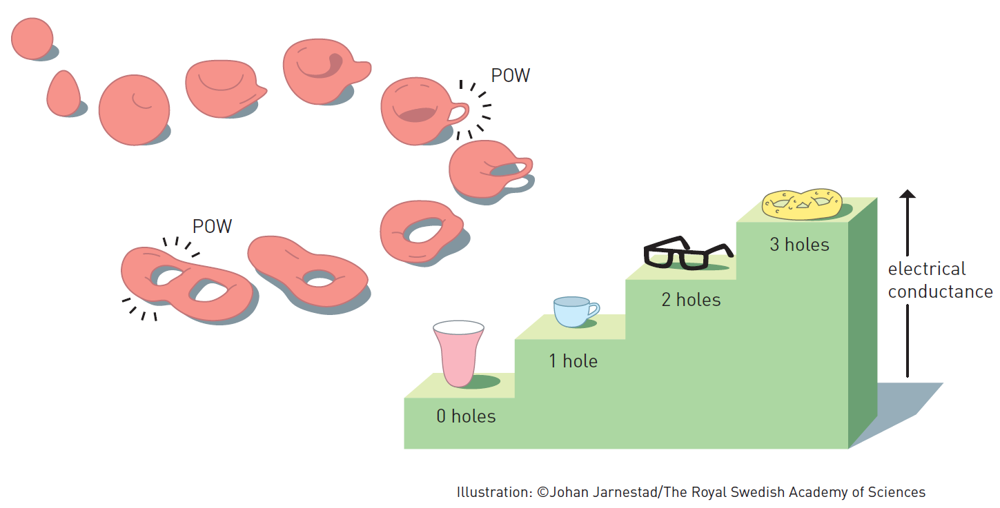 POW
POW
3 holes
electrical
conductance
2 holes
1 hole
0 holes
Illustration: ©Johan Jarnestad/The Royal Swedish Academy of Sciences